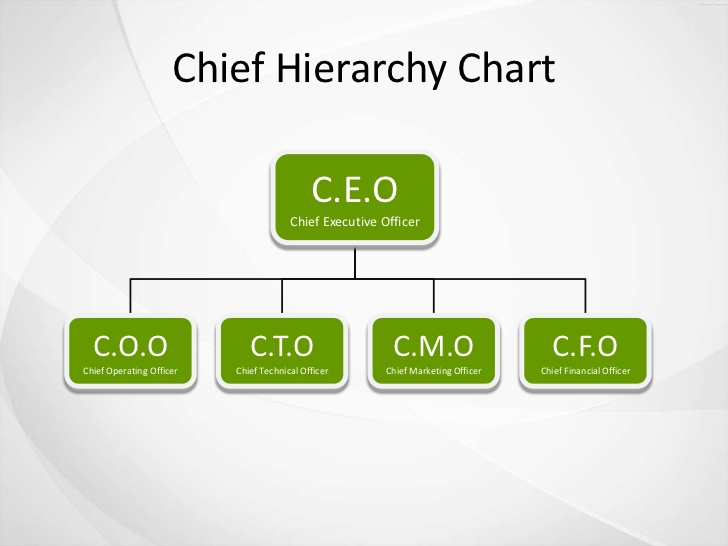 Chief Hierarchy Chart
C.E.O
Chief Executive Officer
C.O.O
Chief Operating Officer
C.T.O
Chief Technical Officer
C.M.O
Chief Marketing Officer
C.F.O
Chief Financial Officer